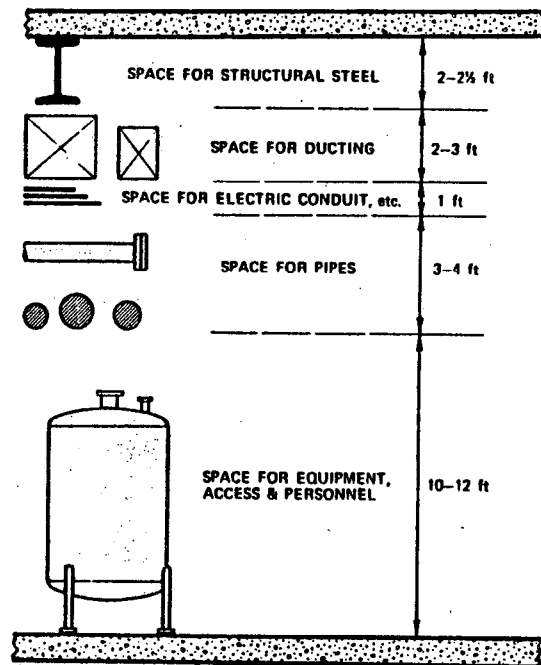 SPACE FOR STRUCTURAL STEEL 2–2½ ft
SPACE FOR DUCTING 2–3 ft
SPACE FOR ELECTRIC CONDUIT, etc. 1 ft
SPACE FOR PIPES 3–4 ft
SPACE FOR EQUIPMENT,
ACCESS & PERSONNEL 10–12 ft